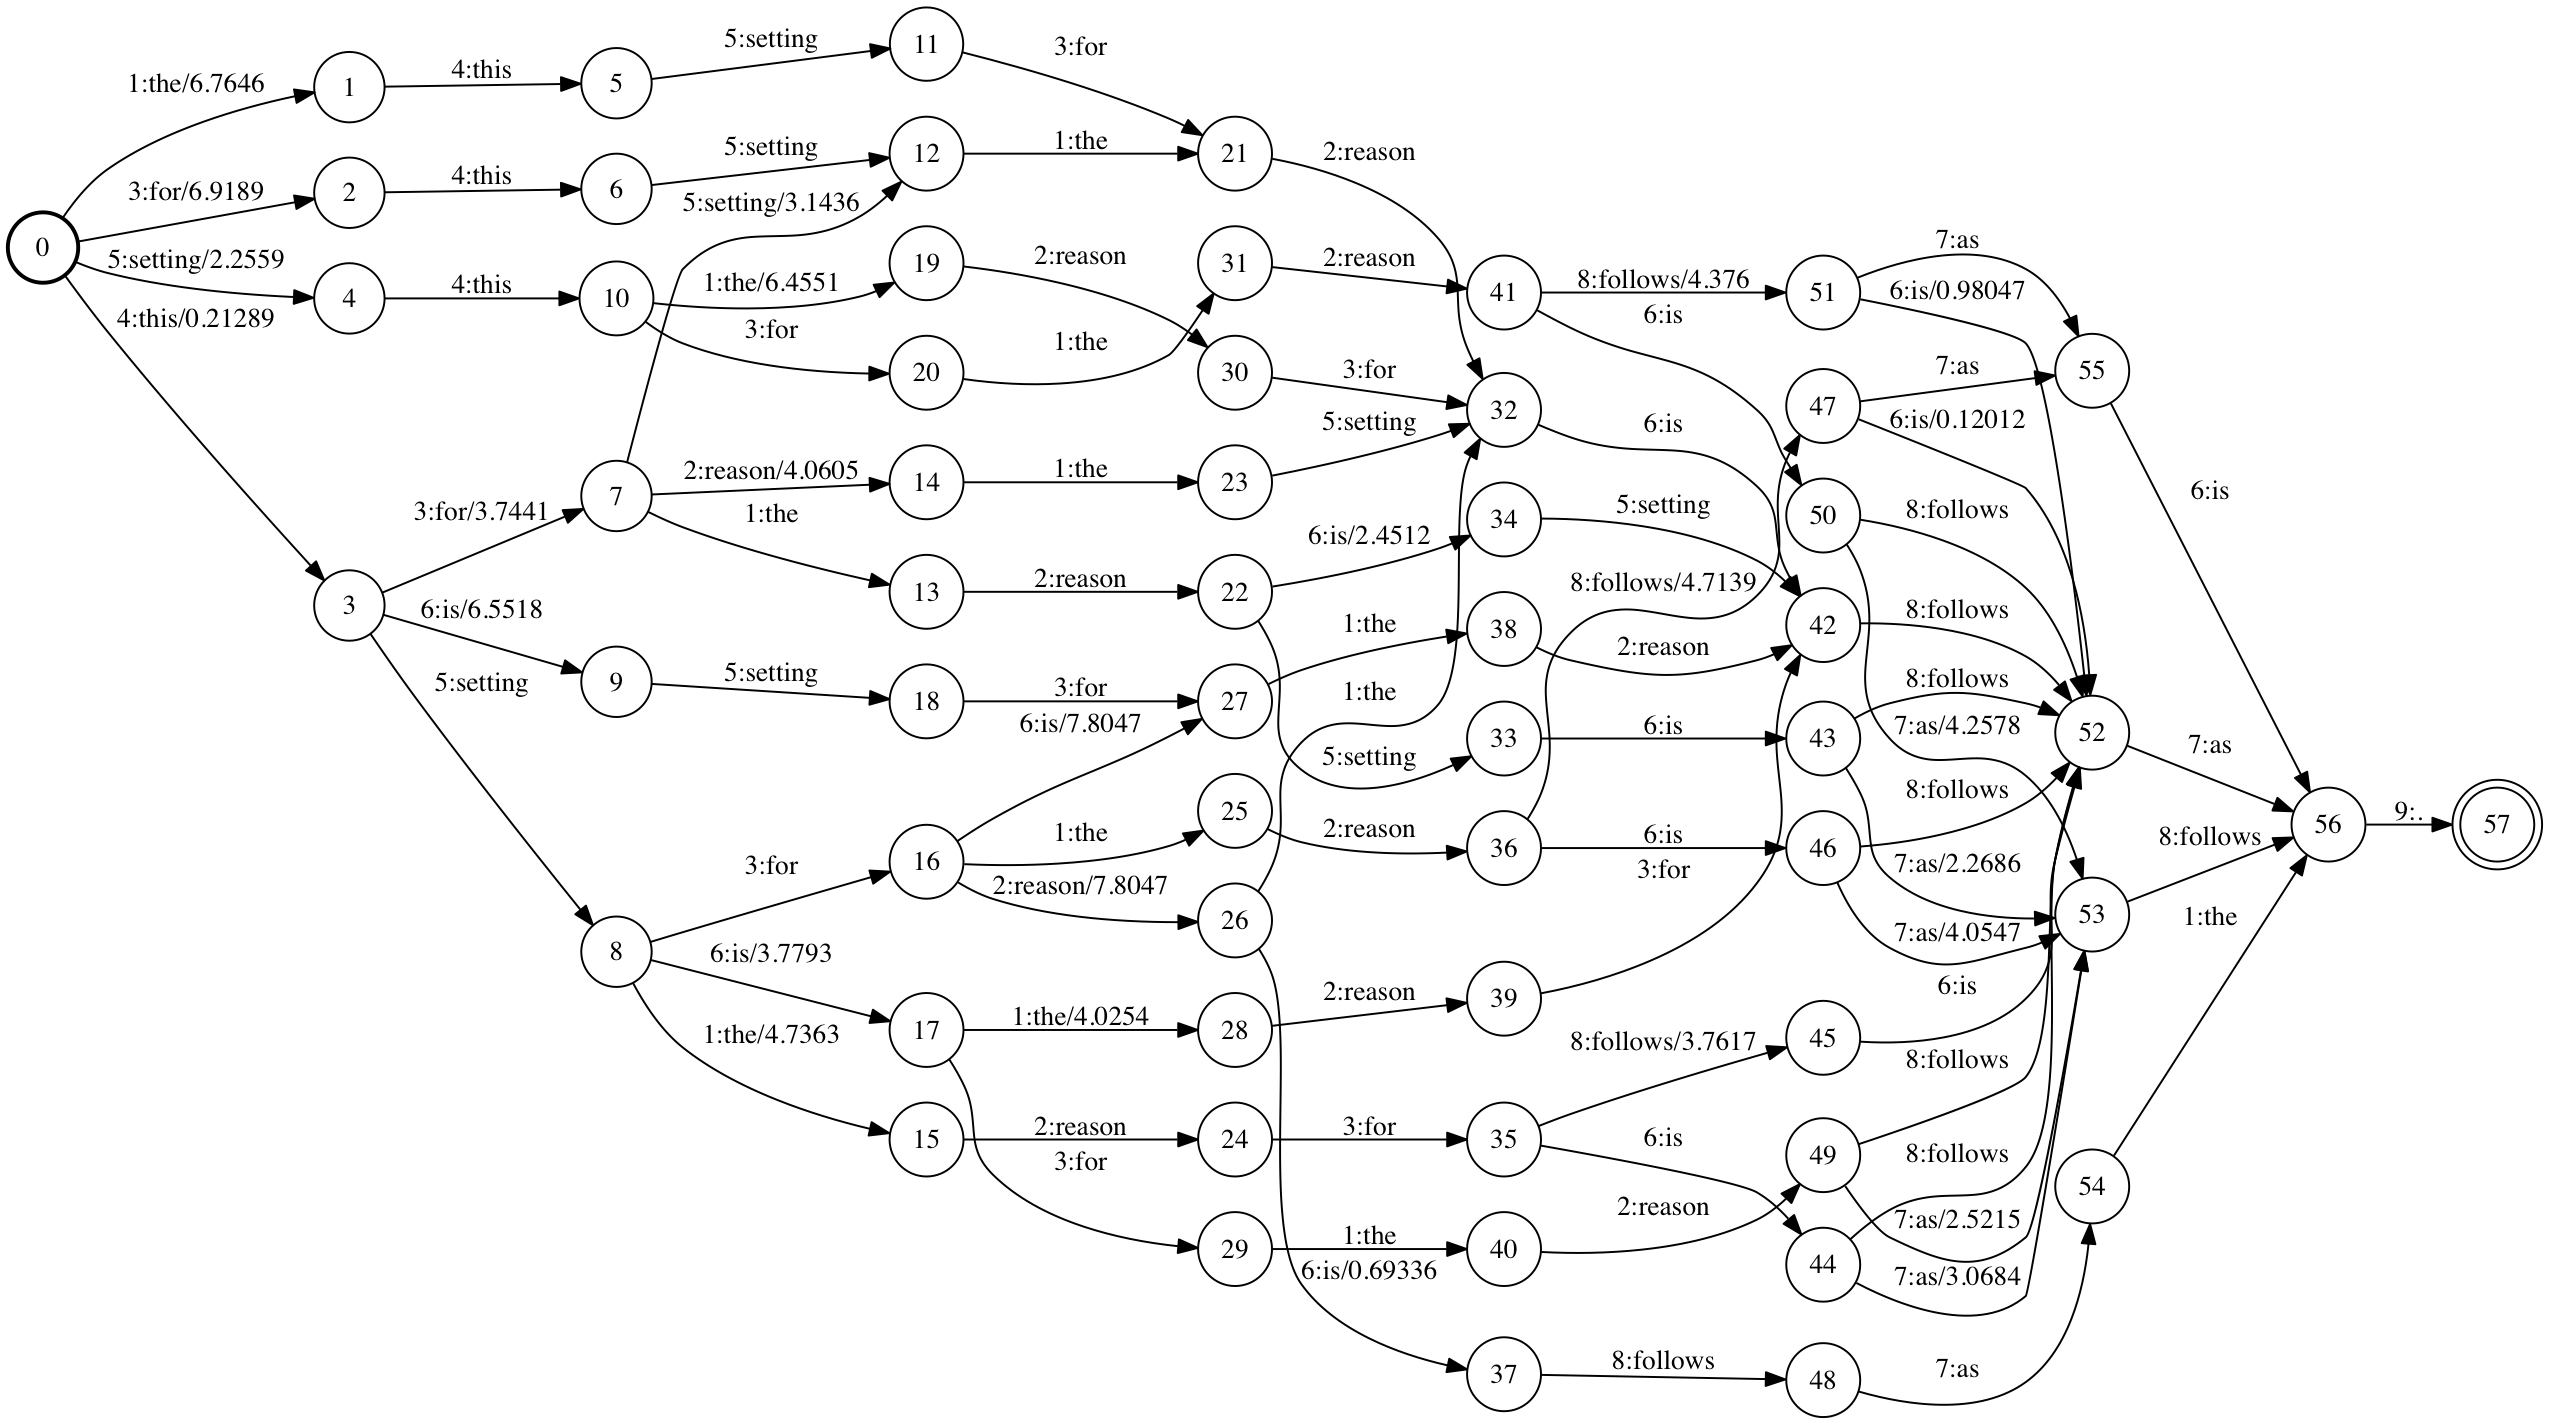 0
1:the/6.7646
3:for/6.9189
5:setting/2.2559
4:this/0.21289
1
2
4
3
4:this
4:this
4:this
3:for/3.7441
6:is/6.5518
5:setting
5
6
10
7
9
8
5:setting
5:setting
5:setting/3.1436
1:the/6.4551
3:for
2:reason/4.0605
1:the
5:setting
3:for
6:is/3.7793
1:the/4.7363
11
12
19
20
14
13
18
16
17
15
3:for
1:the
2:reason
1:the
1:the
2:reason
3:for
6:is/7.8047
1:the
2:reason/7.8047
1:the/4.0254
2:reason
3:for
21
31
30
23
22
27
25
26
28
24
29
2:reason
2:reason
3:for
5:setting
6:is/2.4512
1:the
1:the
5:setting
2:reason
2:reason
3:for
1:the
6:is/0.69336
41
32
34
38
33
36
39
35
40
37
8:follows/4.376
6:is
6:is
5:setting
8:follows/4.7139
2:reason
6:is
6:is
3:for
8:follows/3.7617
6:is
2:reason
8:follows
51
47
50
42
43
46
45
49
44
48
7:as
6:is/0.98047
7:as
6:is/0.12012
8:follows
8:follows
8:follows
7:as/4.2578
8:follows
7:as/2.2686
7:as/4.0547
6:is
8:follows
8:follows
7:as/2.5215
7:as/3.0684
7:as
55
52
53
54
6:is
7:as
8:follows
1:the
56
9:.
57